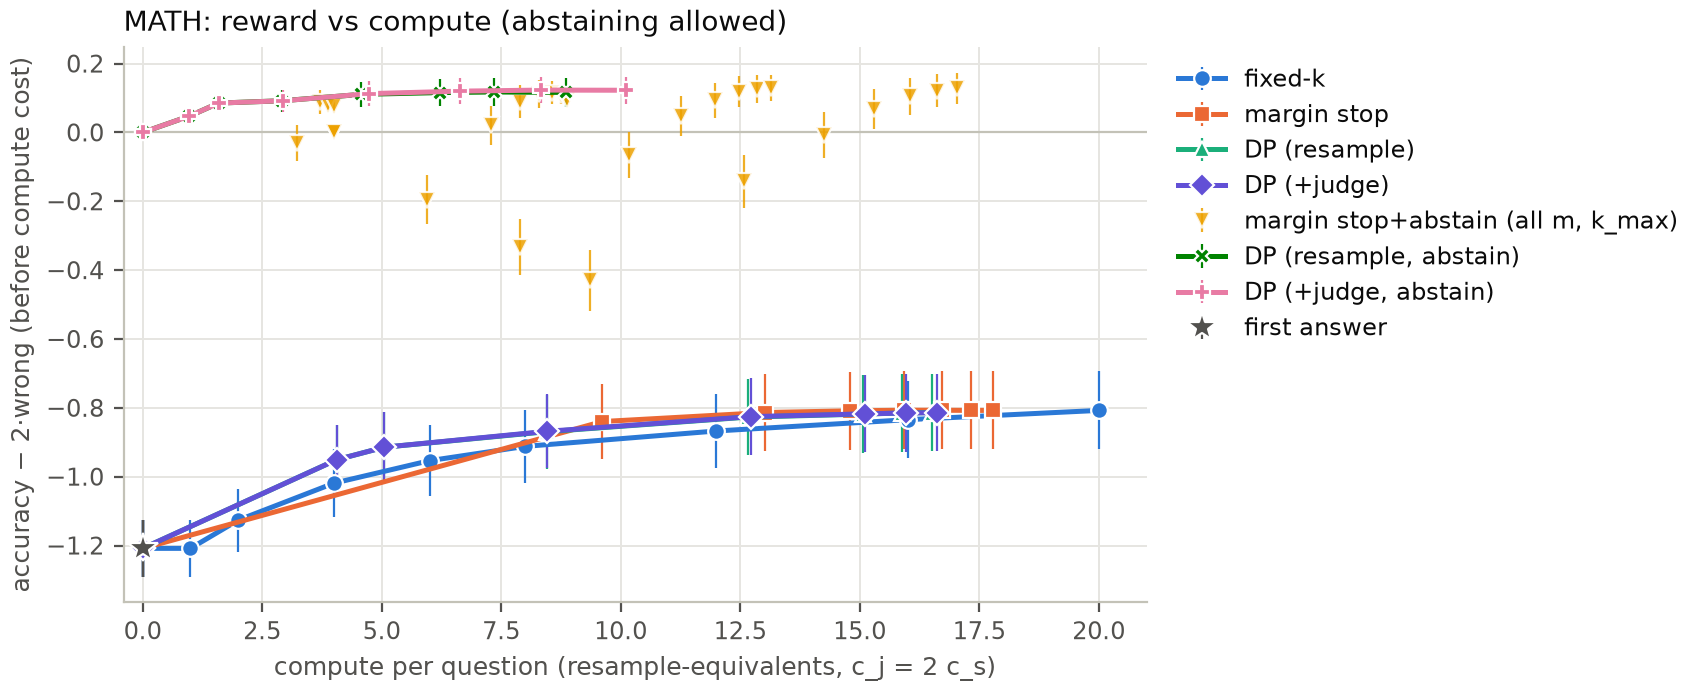 MATH: reward vs compute (abstaining allowed)
accuracy − 2·wrong (before compute cost)
0.2
0.0
−0.2
−0.4
−0.6
−0.8
−1.0
−1.2
0.0 2.5 5.0 7.5 10.0 12.5 15.0 17.5 20.0
compute per question (resample-equivalents, c_j = 2 c_s)
fixed-k
margin stop
DP (resample)
DP (+judge)
margin stop+abstain (all m, k_max)
DP (resample, abstain)
DP (+judge, abstain)
first answer